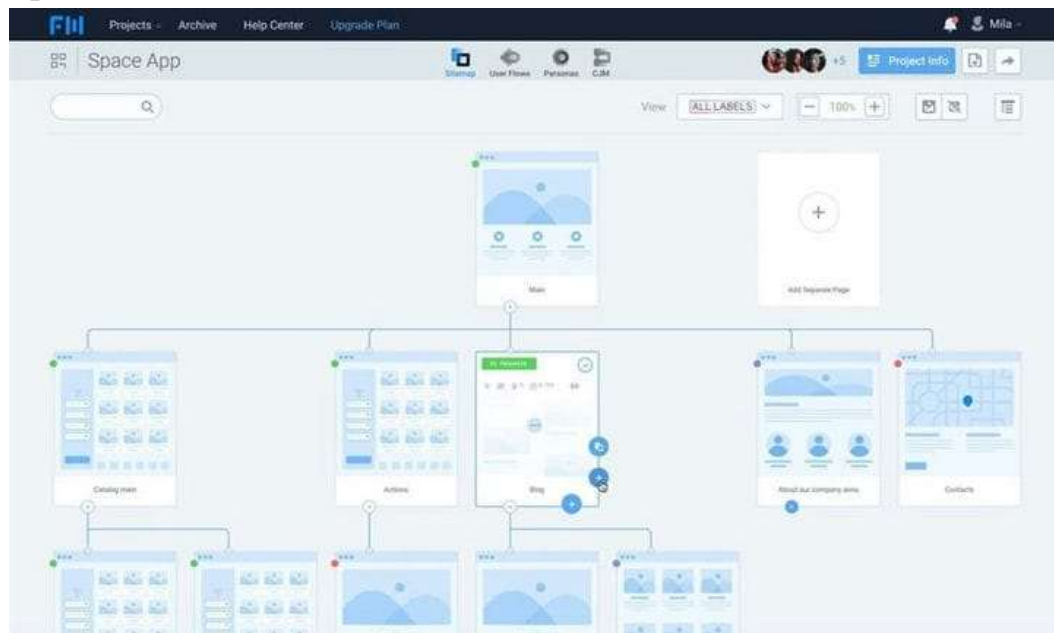 Projects
Archive
Help Center
Upgrade Plan
Mila
Space App
Sitemap
User Flows
Personas
CJM
+5
Project Info
View
ALL LABELS
100%
Main
Add Separate Page
Catalog main
Actions
Blog
About our company
Contacts